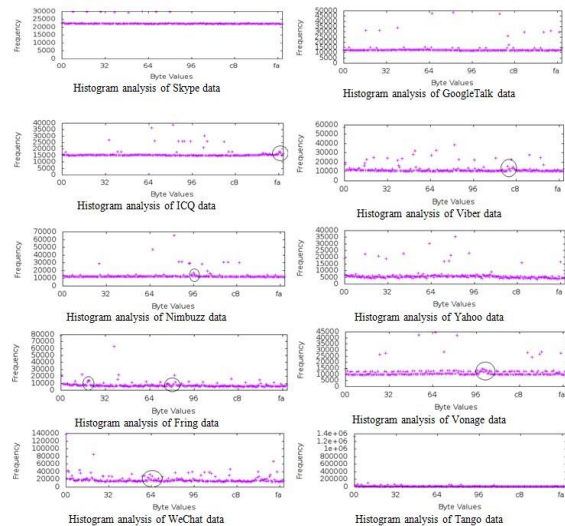 30000
25000
20000
15000
10000
5000
0
Frequency
00 32 64 96 c8 fa
Byte Values
Histogram analysis of Skype data
50000
45000
40000
35000
30000
25000
20000
15000
10000
5000
0
Frequency
00 32 64 96 c8 fa
Byte Values
Histogram analysis of GoogleTalk data
40000
35000
30000
25000
20000
15000
10000
5000
0
Frequency
00 32 64 96 c8 fa
Byte Values
Histogram analysis of ICQ data
60000
50000
40000
30000
20000
10000
0
Frequency
00 32 64 96 c8 fa
Byte Values
Histogram analysis of Viber data
70000
60000
50000
40000
30000
20000
10000
0
Frequency
00 32 64 96 c8 fa
Byte Values
Histogram analysis of Nimbuzz data
40000
35000
30000
25000
20000
15000
10000
5000
0
Frequency
00 32 64 96 c8 fa
Byte Values
Histogram analysis of Yahoo data
80000
70000
60000
50000
40000
30000
20000
10000
0
Frequency
00 32 64 96 c8 fa
Byte Values
Histogram analysis of Fring data
45000
40000
35000
30000
25000
20000
15000
10000
5000
0
Frequency
00 32 64 96 c8 fa
Byte Values
Histogram analysis of Vonage data
140000
120000
100000
80000
60000
40000
20000
0
Frequency
00 32 64 96 c8 fa
Byte Values
Histogram analysis of WeChat data
1.4e+06
1.2e+06
1e+06
800000
600000
400000
200000
0
Frequency
00 32 64 96 c8 fa
Byte Values
Histogram analysis of Tango data